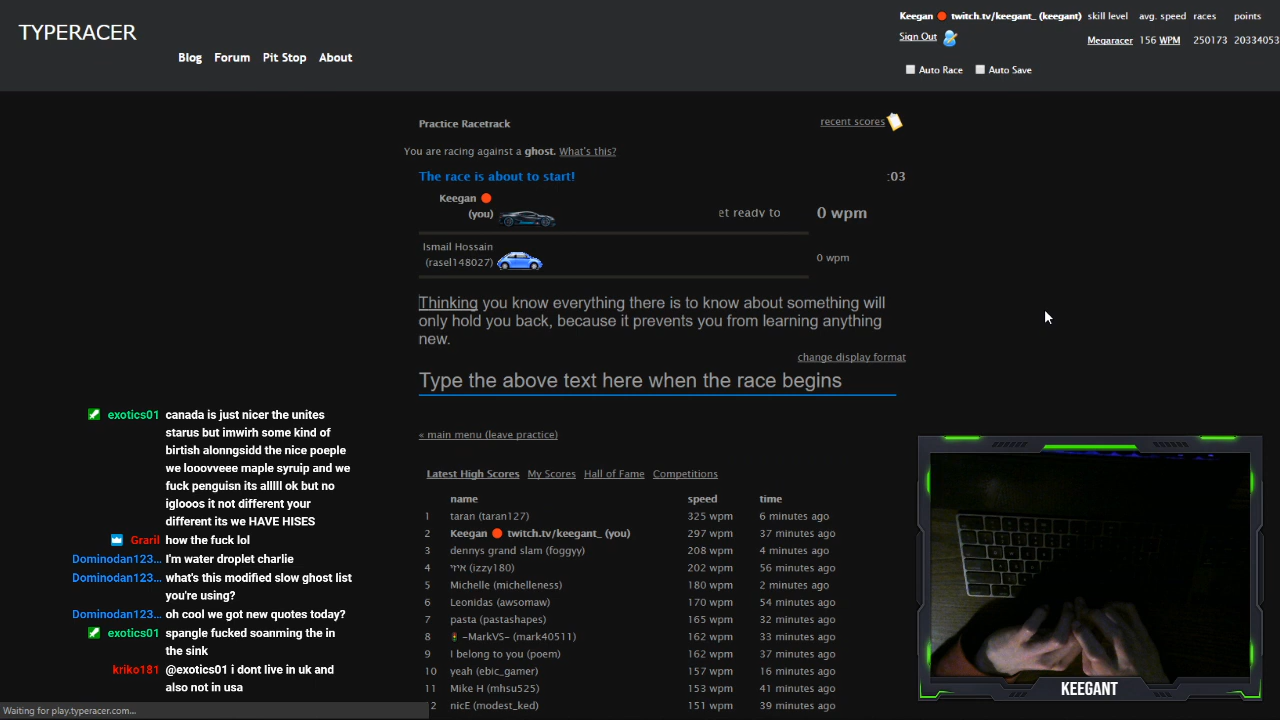 TYPERACER
Blog Forum Pit Stop About
Keegan twitch.tv/keegant_ (keegant) skill level avg. speed races points
Sign Out Megaracer 156 WPM 250173 20334053
Auto Race Auto Save
Practice Racetrack recent scores
You are racing against a ghost. What's this?
The race is about to start! :03
Keegan
(you) et ready to 0 wpm
Ismail Hossain
(rasel148027) 0 wpm
Thinking you know everything there is to know about something will
only hold you back, because it prevents you from learning anything
new.
change display format
Type the above text here when the race begins
« main menu (leave practice)
Latest High Scores My Scores Hall of Fame Competitions
name speed time
1 taran (taran127) 325 wpm 6 minutes ago
2 Keegan twitch.tv/keegant_ (you) 297 wpm 37 minutes ago
3 dennys grand slam (foggyy) 208 wpm 4 minutes ago
4 איזי (izzy180) 202 wpm 56 minutes ago
5 Michelle (michelleness) 180 wpm 2 minutes ago
6 Leonidas (awsomaw) 170 wpm 54 minutes ago
7 pasta (pastashapes) 165 wpm 32 minutes ago
8 ~MarkVS~ (mark40511) 162 wpm 33 minutes ago
9 I belong to you (poem) 162 wpm 37 minutes ago
10 yeah (ebic_gamer) 157 wpm 16 minutes ago
11 Mike H (mhsu525) 153 wpm 41 minutes ago
2 nicE (modest_ked) 151 wpm 39 minutes ago
exotics01 canada is just nicer the unites
starus but imwirh some kind of
birtish alonngsidd the nice poeple
we looovveee maple syruip and we
fuck penguisn its alllll ok but no
iglooos it not different your
different its we HAVE HISES
Graril how the fuck lol
Dominodan123... I'm water droplet charlie
Dominodan123... what's this modified slow ghost list
you're using?
Dominodan123... oh cool we got new quotes today?
exotics01 spangle fucked soanming the in
the sink
kriko181 @exotics01 i dont live in uk and
also not in usa
KEEGANT
Waiting for play.typeracer.com...